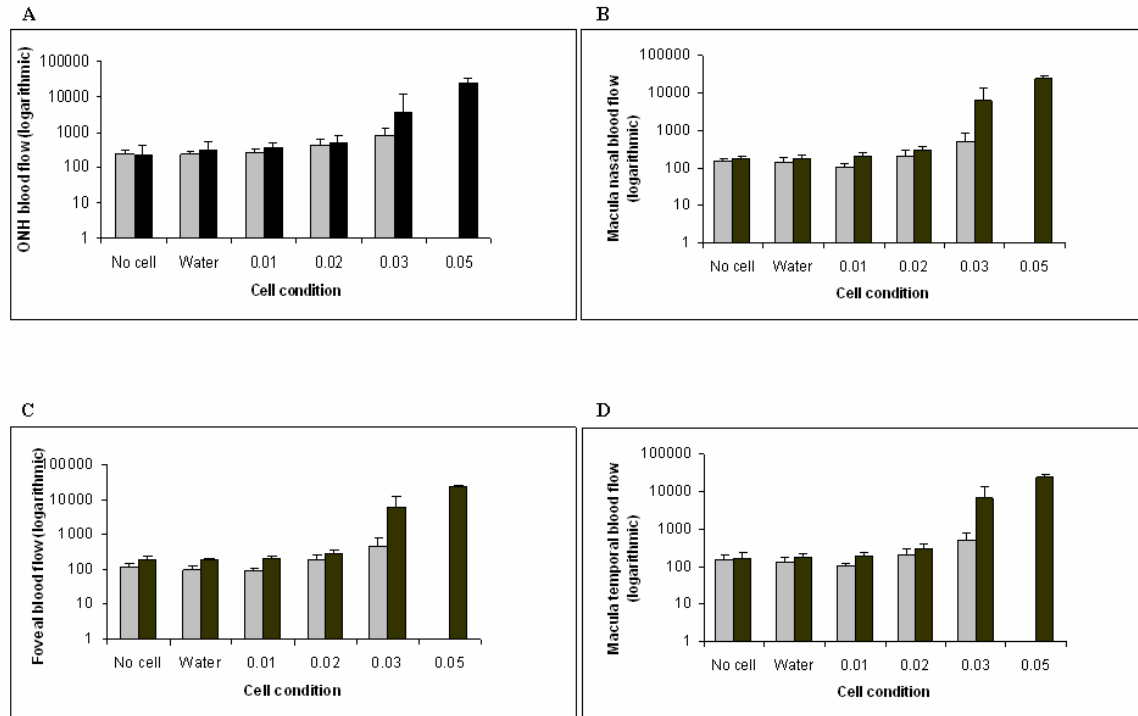 A
ONH blood flow (logarithmic)
100000
10000
1000
100
10
1
No cell Water 0.01 0.02 0.03 0.05
Cell condition
B
Macula nasal blood flow
(logarithmic)
100000
10000
1000
100
10
1
No cell Water 0.01 0.02 0.03 0.05
Cell condition
C
Foveal blood flow (logarithmic)
100000
10000
1000
100
10
1
No cell Water 0.01 0.02 0.03 0.05
Cell condition
D
Macula temporal blood flow
(logarithmic)
100000
10000
1000
100
10
1
No cell Water 0.01 0.02 0.03 0.05
Cell condition